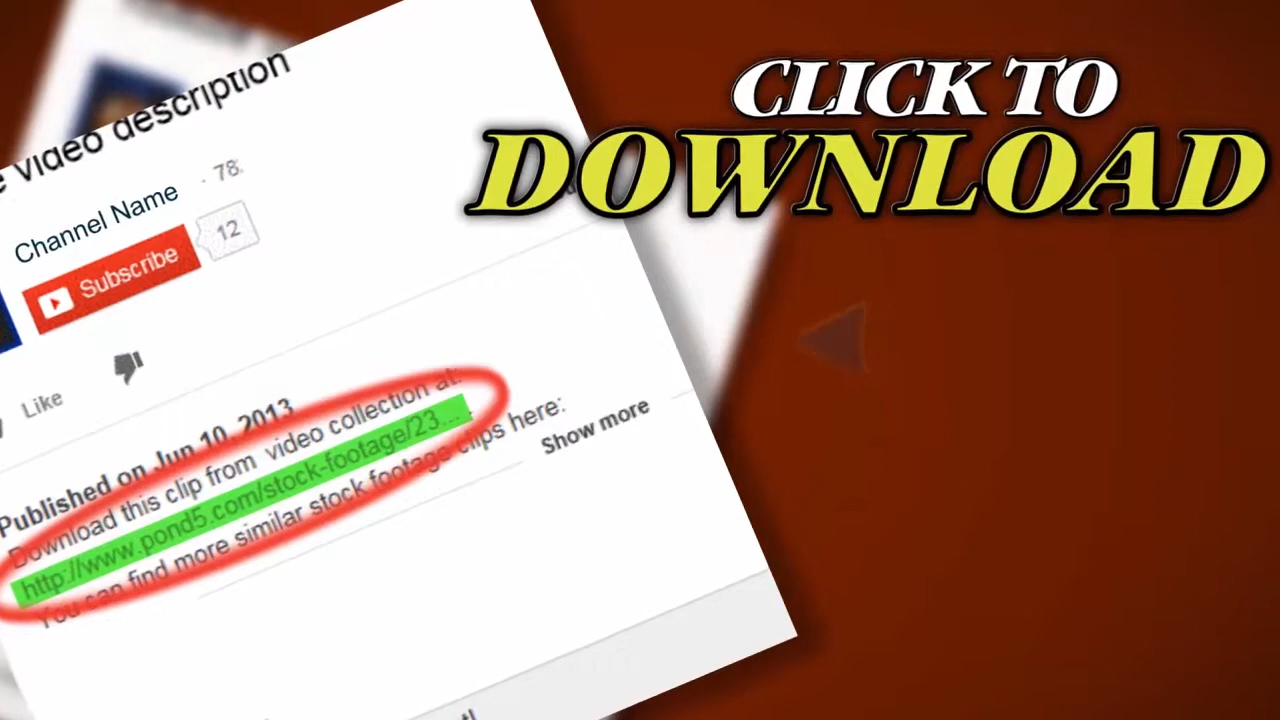 CLICK TO
DOWNLOAD
video description
Channel Name
78
Subscribe
12
Like
Published on Jun 10, 2013
Download this clip from video collection at:
http://www.pond5.com/stock-footage/23...
You can find more similar stock footage clips here:
Show more